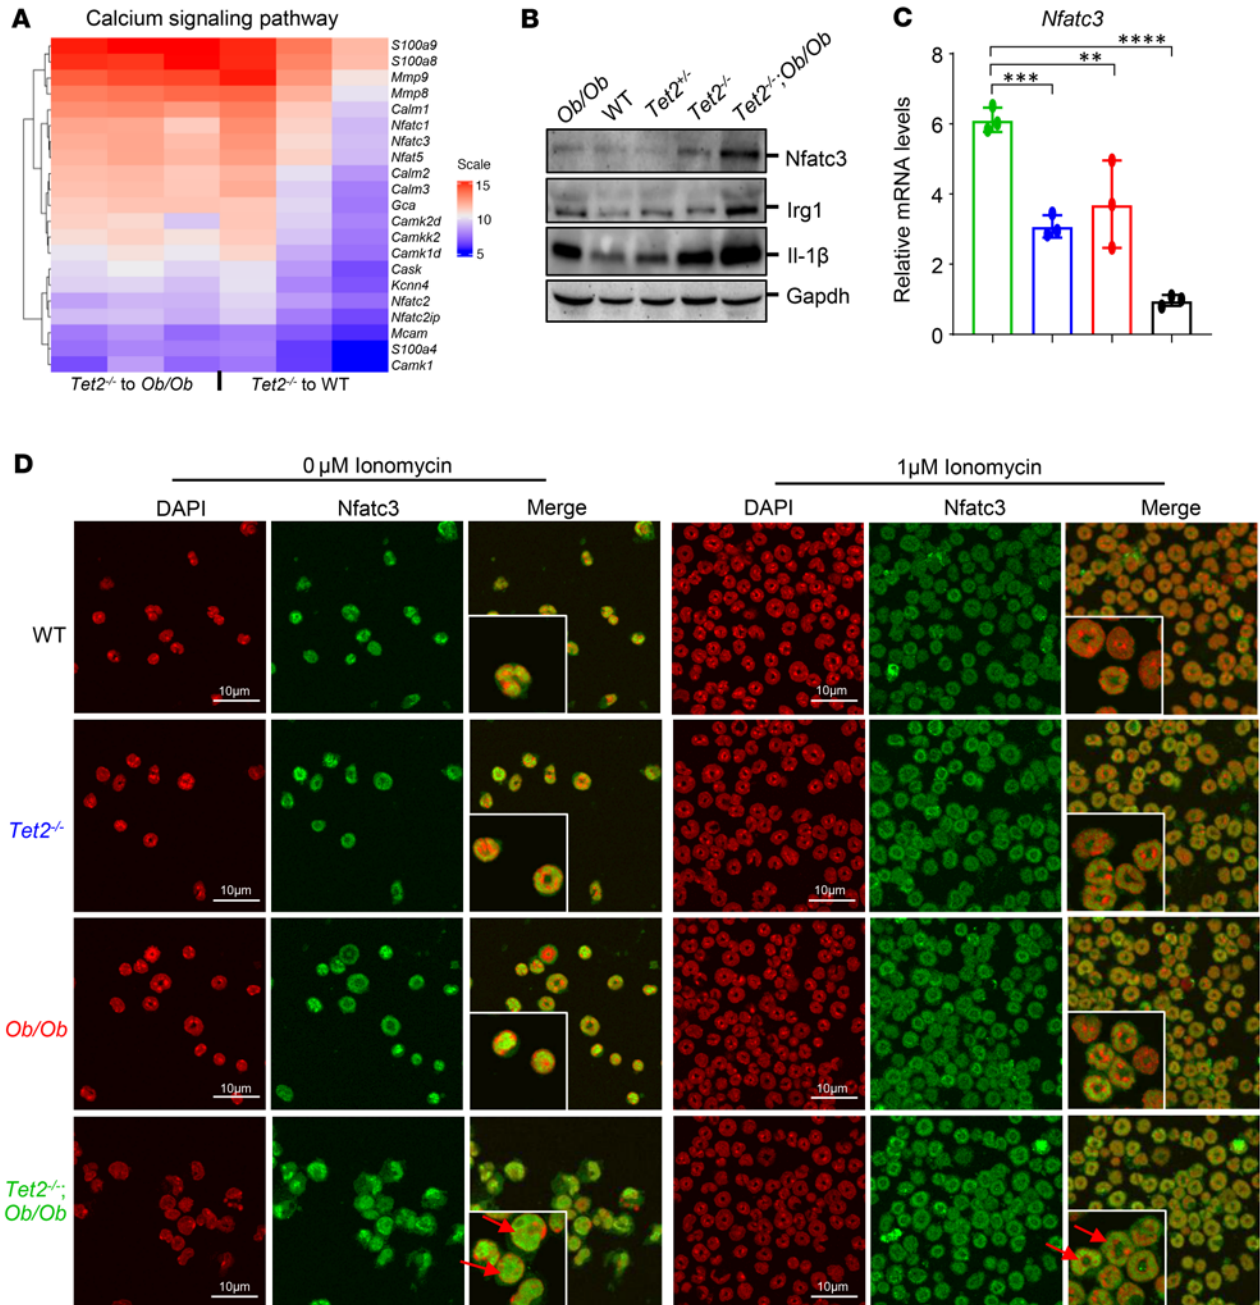 A
Calcium signaling pathway
S100a9
S100a8
Mmp9
Mmp8
Calm1
Nfatc1
Nfatc3
Nfat5
Calm2
Calm3
Gca
Camk2d
Camkk2
Camk1d
Cask
Kcnn4
Nfatc2
Nfatc2ip
Mcam
S100a4
Camk1
Scale
15
10
5
Tet2-/- to Ob/Ob
Tet2-/- to WT
B
Ob/Ob
WT
Tet2+/-
Tet2-/-
Tet2-/-;Ob/Ob
Nfatc3
Irg1
Il-1β
Gapdh
C
Nfatc3
Relative mRNA levels
8
6
4
2
0
****
**
***
D
0 µM Ionomycin
1µM Ionomycin
DAPI Nfatc3 Merge DAPI Nfatc3 Merge
WT
10µm
10µm
Tet2-/-
10µm
10µm
Ob/Ob
10µm
10µm
Tet2-/-;
Ob/Ob
10µm
10µm